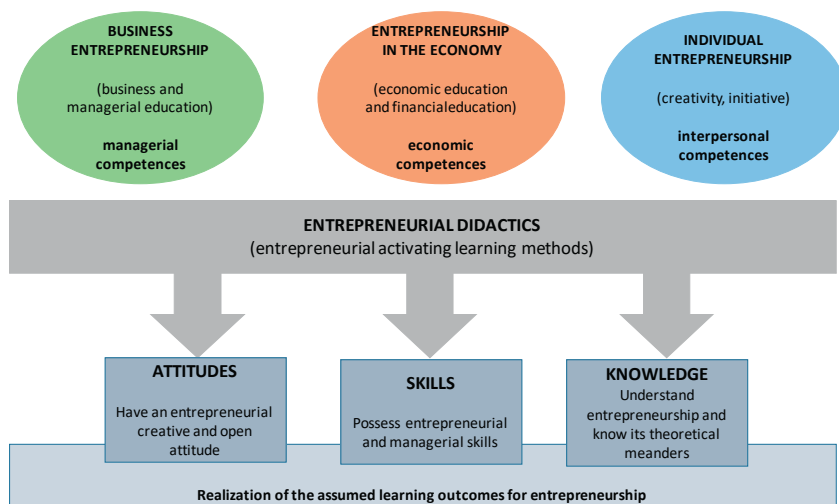 BUSINESS
ENTREPRENEURSHIP
(business and
managerial education)
managerial
competences
ENTREPRENEURSHIP
IN THE ECONOMY
(economic education
and financialeducation)
economic
competences
INDIVIDUAL
ENTREPRENEURSHIP
(creativity, initiative)
interpersonal
competences
ENTREPRENEURIAL DIDACTICS
(entrepreneurial activating learning methods)
ATTITUDES
Have an entrepreneurial
creative and open
attitude
SKILLS
Possess entrepreneurial
and managerial skills
KNOWLEDGE
Understand
entrepreneurship and
know its theoretical
meanders
Realization of the assumed learning outcomes for entrepreneurship